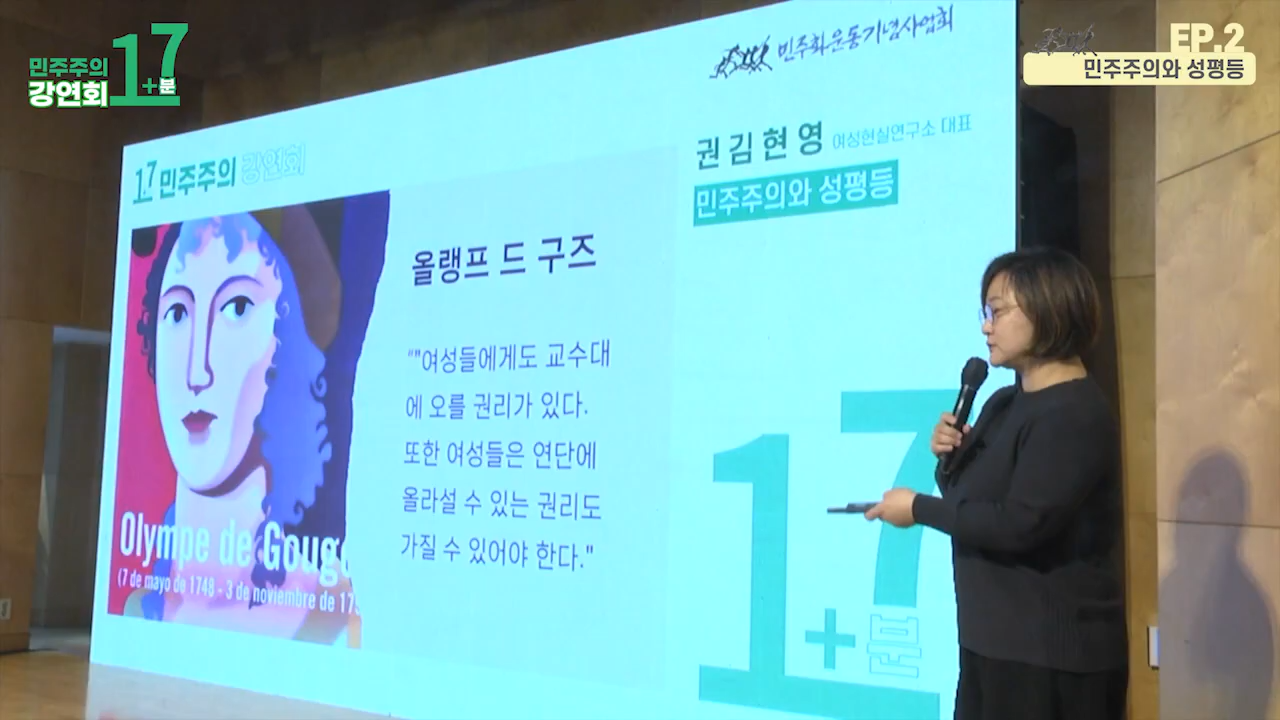 민주주의
강연회
17
+분
EP.2
민주주의와 성평등
민주화운동기념사업회
17 민주주의 강연회
권김현영 여성현실연구소 대표
민주주의와 성평등
올랭프 드 구즈
“"여성들에게도 교수대
에 오를 권리가 있다.
또한 여성들은 연단에
올라설 수 있는 권리도
가질 수 있어야 한다."
Olympe de Gouge
(7 de mayo de 1748 - 3 de noviembre de 17
17
+분